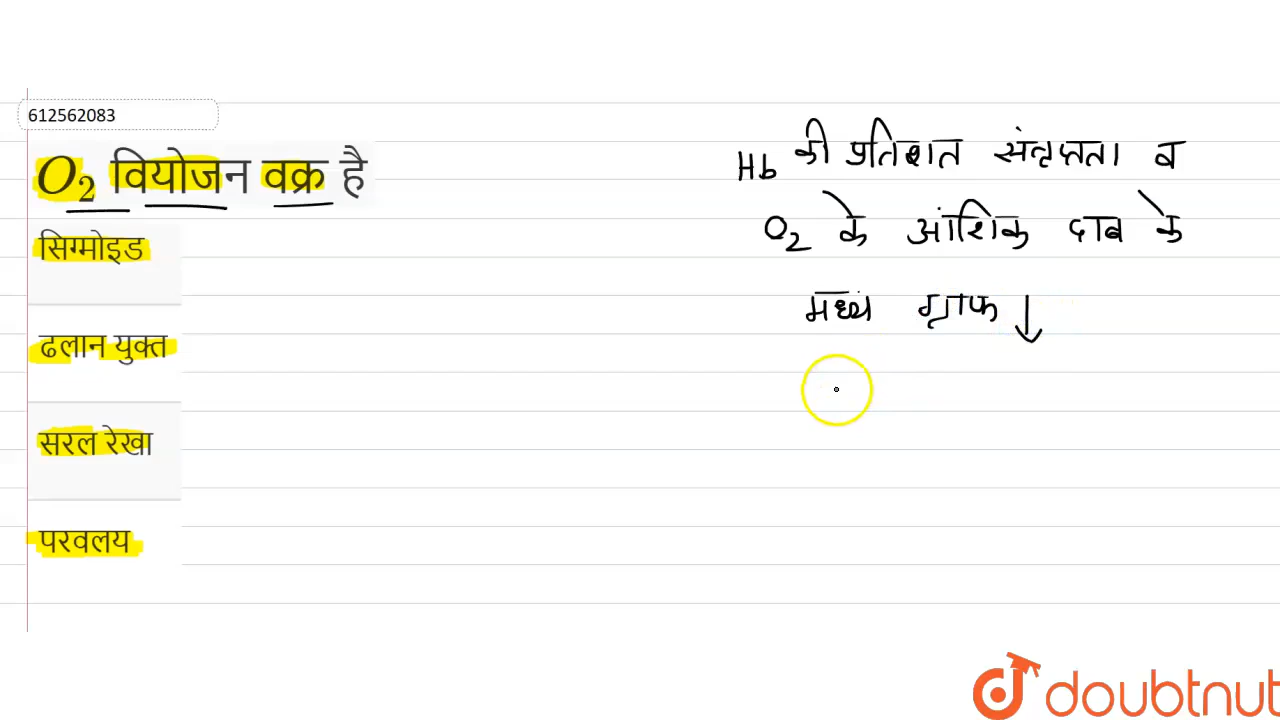 612562083
O₂ वियोजन वक्र है
सिग्मोइड
ढलान युक्त
सरल रेखा
परवलय
Hb की प्रतिशत संतृप्तता व
O₂ के आंशिक दाब के
मध्य ग्राफ ↓
doubtnut